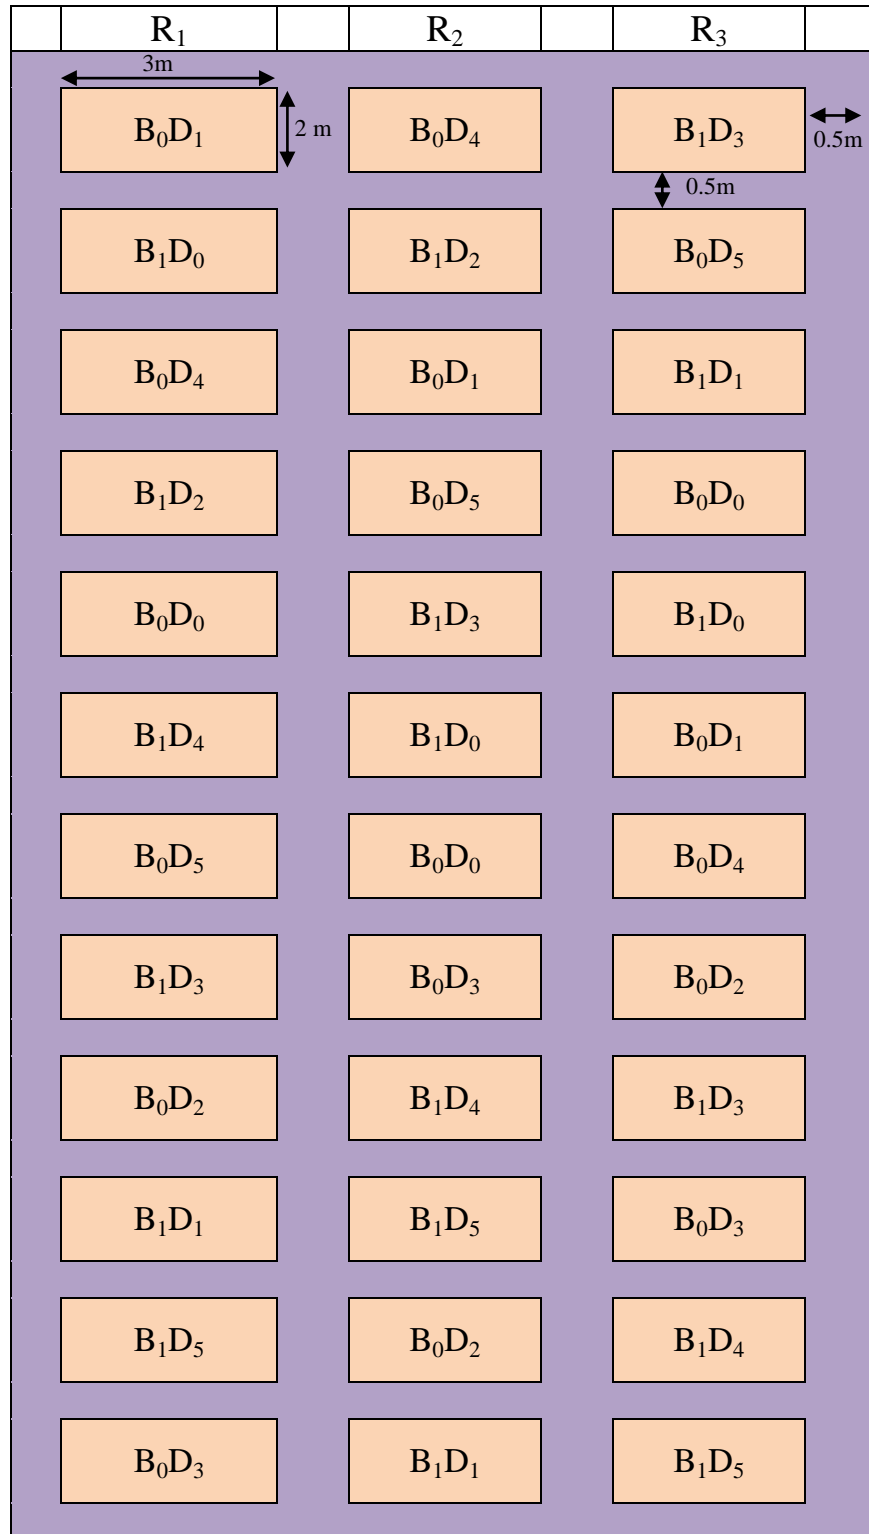 R₁ R₂ R₃
3m
B₀D₁ 2 m B₀D₄ B₁D₃ 0.5m
0.5m
B₁D₀ B₁D₂ B₀D₅
B₀D₄ B₀D₁ B₁D₁
B₁D₂ B₀D₅ B₀D₀
B₀D₀ B₁D₃ B₁D₀
B₁D₄ B₁D₀ B₀D₁
B₀D₅ B₀D₀ B₀D₄
B₁D₃ B₀D₃ B₀D₂
B₀D₂ B₁D₄ B₁D₃
B₁D₁ B₁D₅ B₀D₃
B₁D₅ B₀D₂ B₁D₄
B₀D₃ B₁D₁ B₁D₅